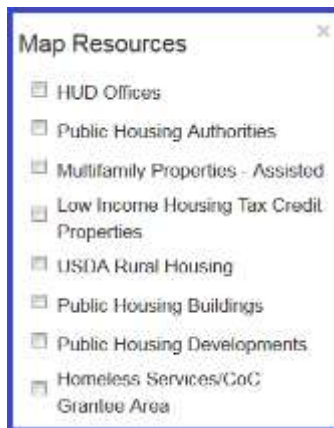 Map Resources
HUD Offices
Public Housing Authorities
Multifamily Properties - Assisted
Low Income Housing Tax Credit
Properties
USDA Rural Housing
Public Housing Buildings
Public Housing Developments
Homeless Services/CoC
Grantee Area